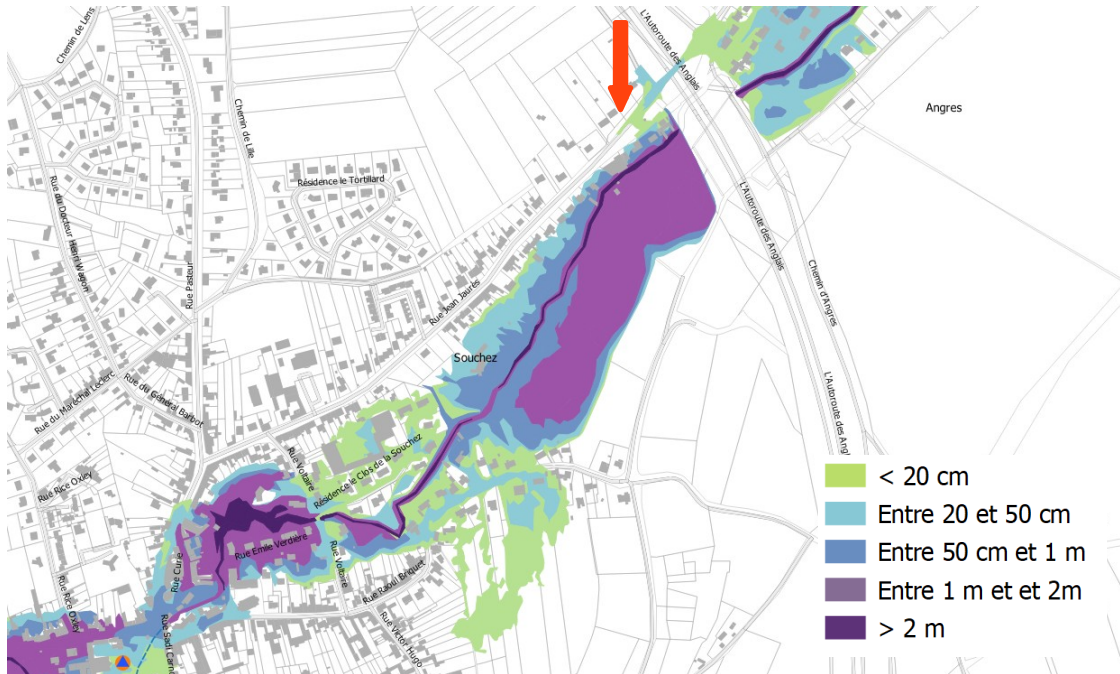 Chemin de Lens
L'Autoroute des Anglais
Chemin de Lille
Angres
Résidence le Tortillard
Rue du Docteur Henri Wagon
L'Autoroute des Anglais
Rue Pasteur
Chemin d'Angres
Rue Jean Jaurès
Souchez
Rue du Maréchal Leclerc
Rue du Général Barbot
L'Autoroute des Angl
Rue Voltaire
Résidence le Clos de la Souchez
Rue Rice Oxley
Rue Emile Verdière
Rue Curie
Rue Voltaire
Rue Raoul Briquet
Rue Rice Oxley
Rue Sadi Carno
Rue Victor Hugo
< 20 cm
Entre 20 et 50 cm
Entre 50 cm et 1 m
Entre 1 m et et 2m
> 2 m